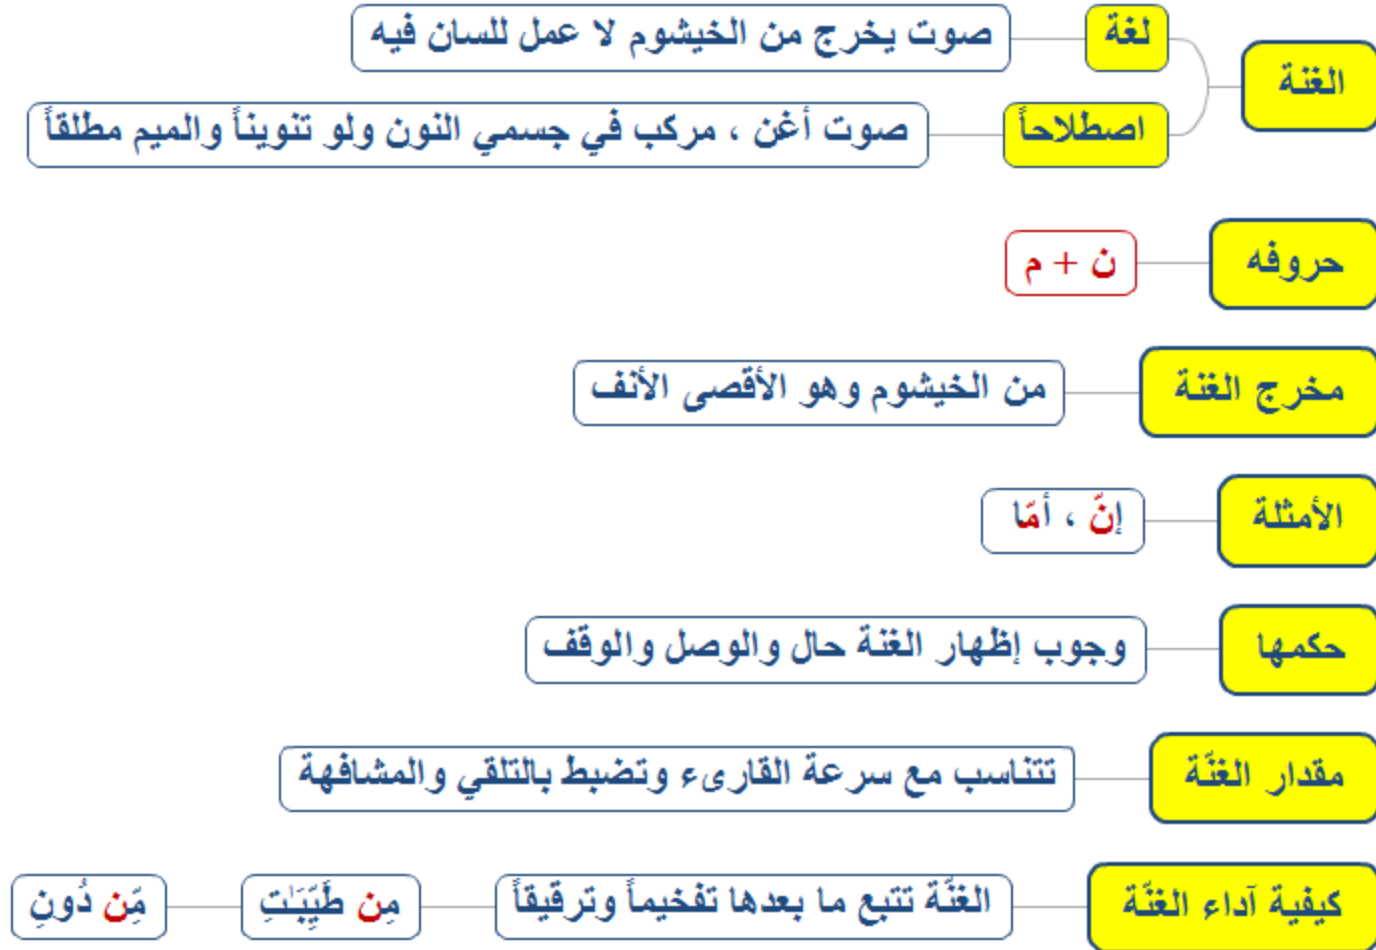 الغنة
لغة
صوت يخرج من الخيشوم لا عمل للسان فيه
اصطلاحاً
صوت أغن ، مركب في جسمي النون ولو تنويناً والميم مطلقاً
حروفه
ن + م
مخرج الغنة
من الخيشوم وهو الأقصى الأنف
الأمثلة
إنّ ، أمّا
حكمها
وجوب إظهار الغنة حال والوصل والوقف
مقدار الغنّة
تتناسب مع سرعة القارىء وتضبط بالتلقي والمشافهة
كيفية آداء الغنّة
الغنّة تتبع ما بعدها تفخيماً وترقيقاً
مِن طَيِّبَٰتِ
مِّن دُونِ